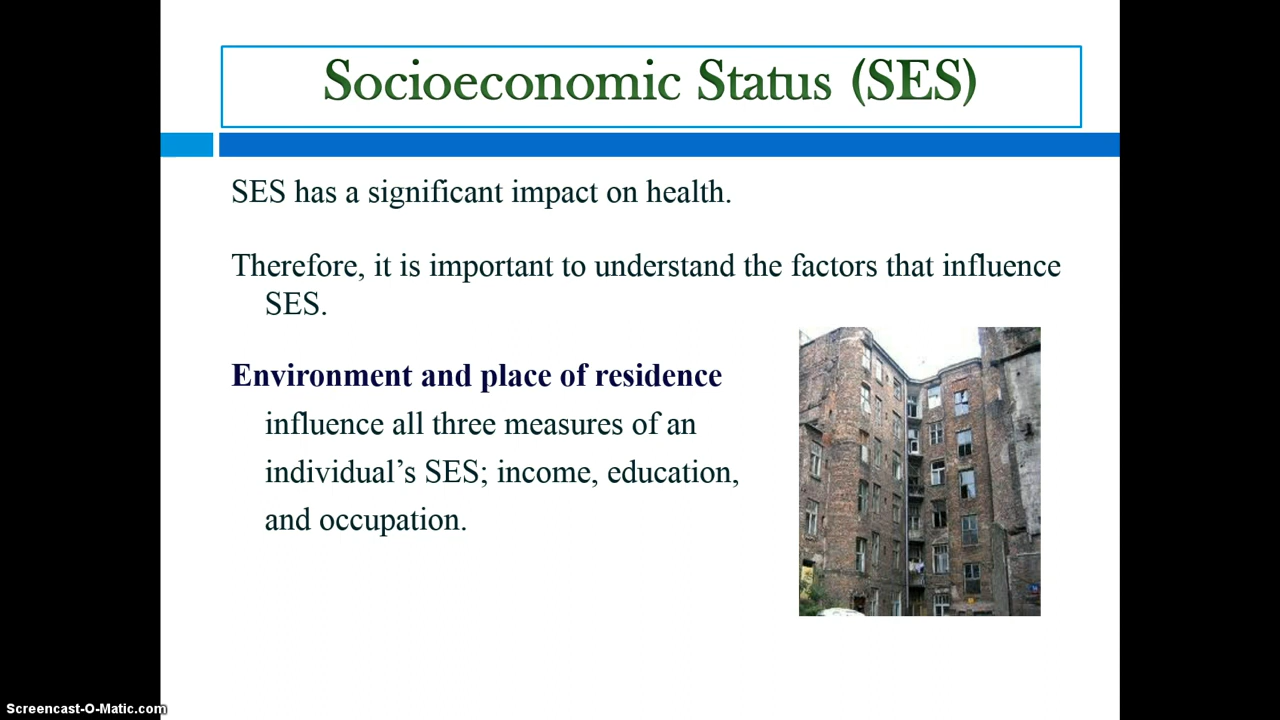 Socioeconomic Status (SES)
SES has a significant impact on health.
Therefore, it is important to understand the factors that influence
SES.
Environment and place of residence
influence all three measures of an
individual’s SES; income, education,
and occupation.
Screencast-O-Matic.com